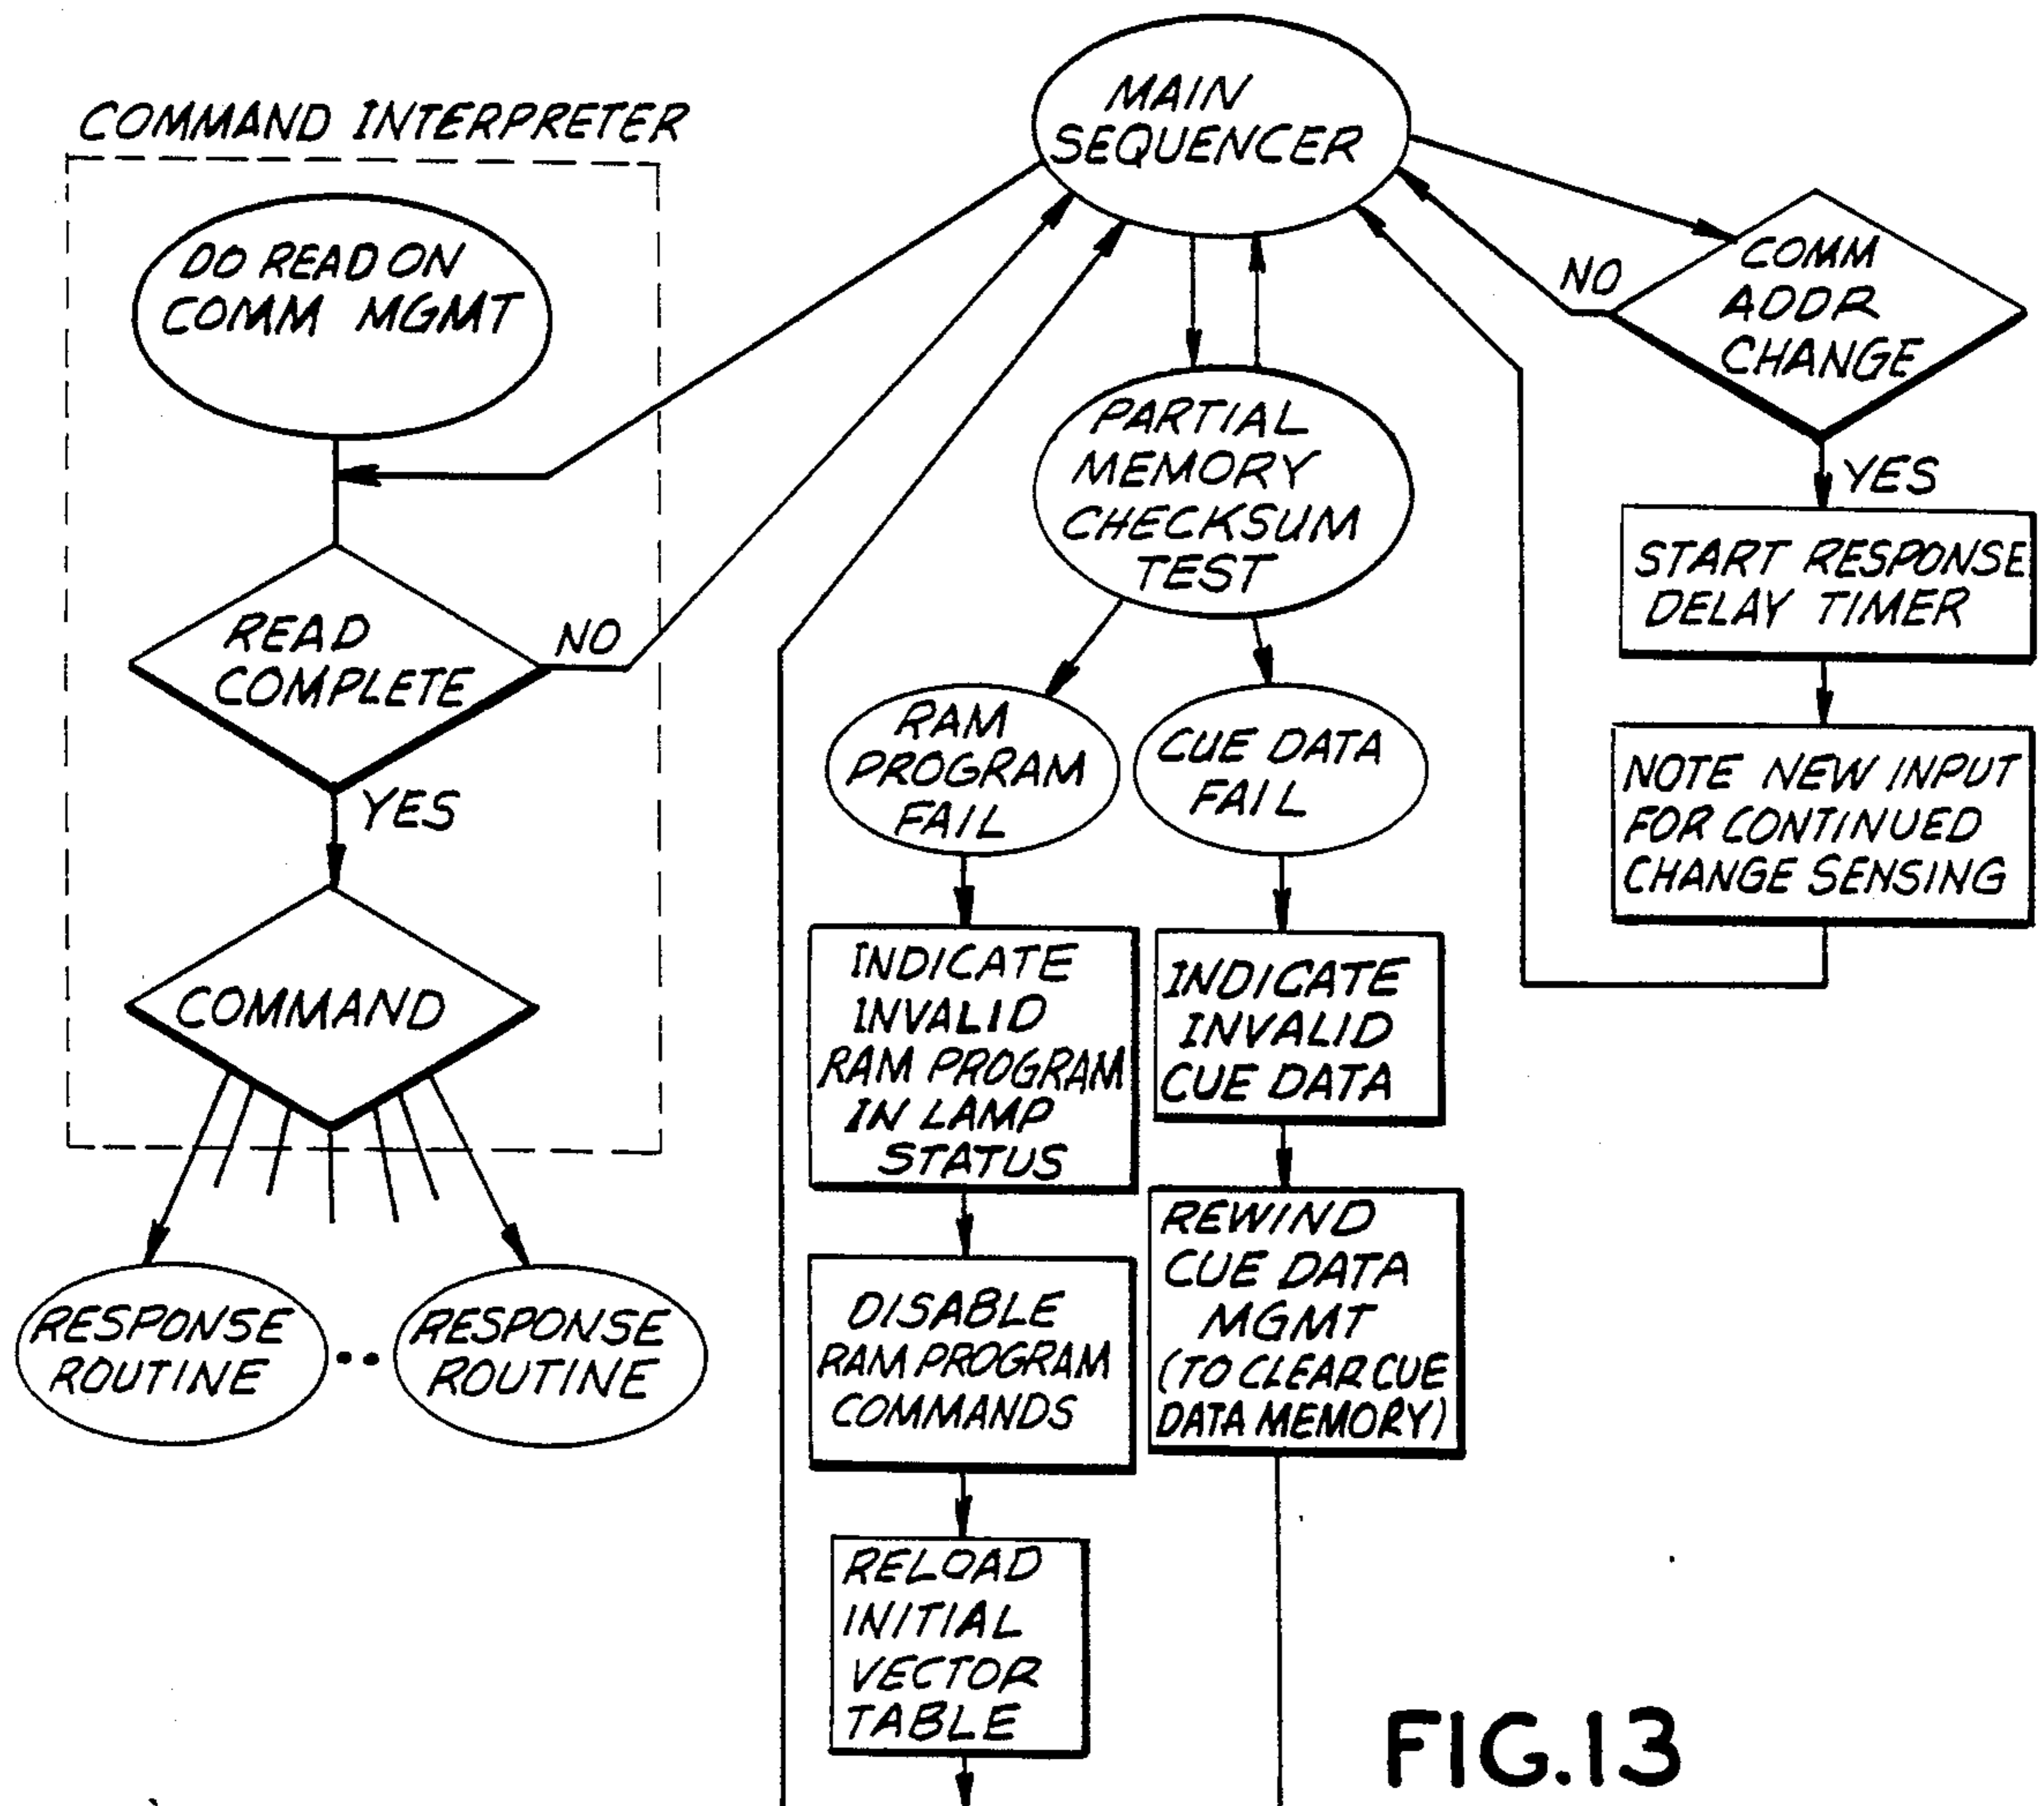 MAIN
SEQUENCER
COMMAND INTERPRETER
DO READ ON
COMM MGMT
READ
COMPLETE
NO
YES
COMMAND
RESPONSE
ROUTINE
RESPONSE
ROUTINE
PARTIAL
MEMORY
CHECKSUM
TEST
RAM
PROGRAM
FAIL
INDICATE
INVALID
RAM PROGRAM
IN LAMP
STATUS
DISABLE
RAM PROGRAM
COMMANDS
RELOAD
INITIAL
VECTOR
TABLE
CUE DATA
FAIL
INDICATE
INVALID
CUE DATA
REWIND
CUE DATA
MGMT
(TO CLEAR CUE
DATA MEMORY)
COMM
ADDR
CHANGE
NO
YES
START RESPONSE
DELAY TIMER
NOTE NEW INPUT
FOR CONTINUED
CHANGE SENSING
FIG.13